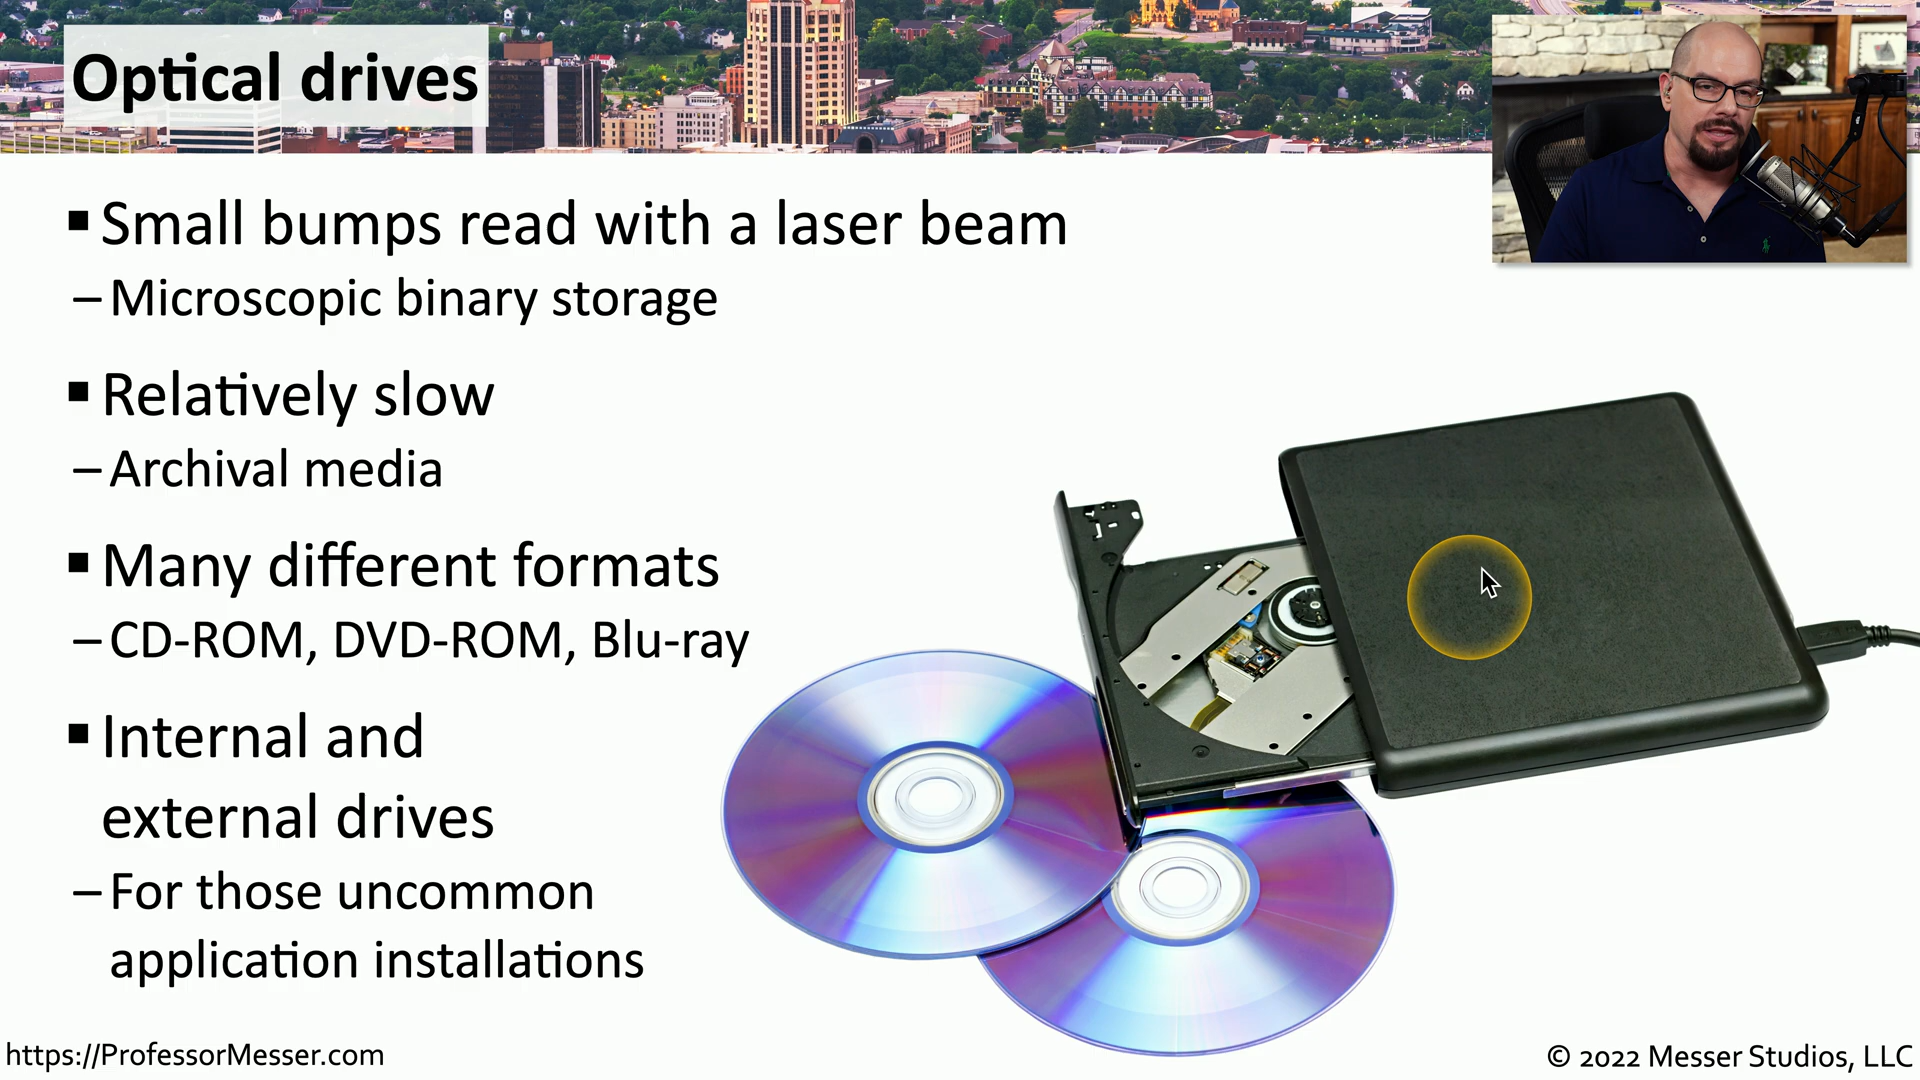 Optical drives
▪ Small bumps read with a laser beam
– Microscopic binary storage
▪ Relatively slow
– Archival media
▪ Many different formats
– CD-ROM, DVD-ROM, Blu-ray
▪ Internal and
external drives
– For those uncommon
application installations
https://ProfessorMesser.com
© 2022 Messer Studios, LLC